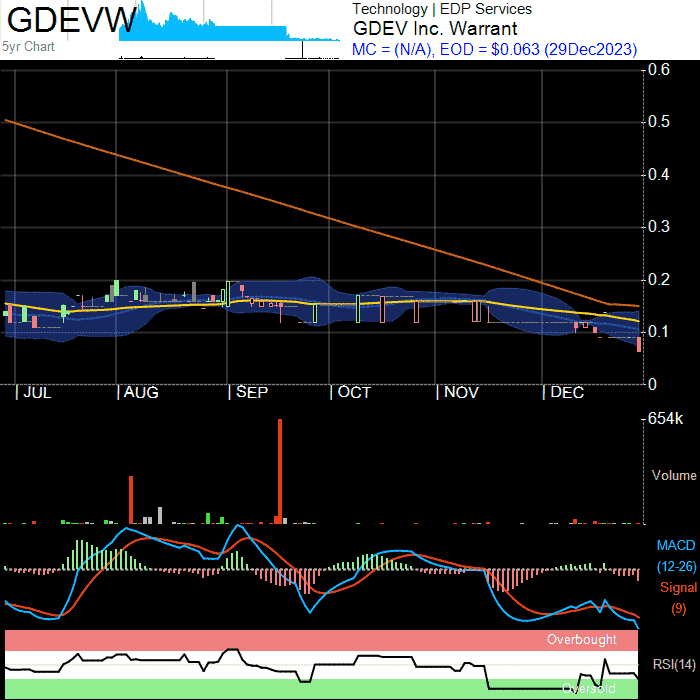 GDEVW
5yr Chart
Technology | EDP Services
GDEV Inc. Warrant
MC = (N/A), EOD = $0.063 (29Dec2023)
0.6
0.5
0.4
0.3
0.2
0.1
0
JUL AUG SEP OCT NOV DEC
654k
Volume
MACD
(12-26)
Signal
(9)
Overbought
RSI(14)
Oversold